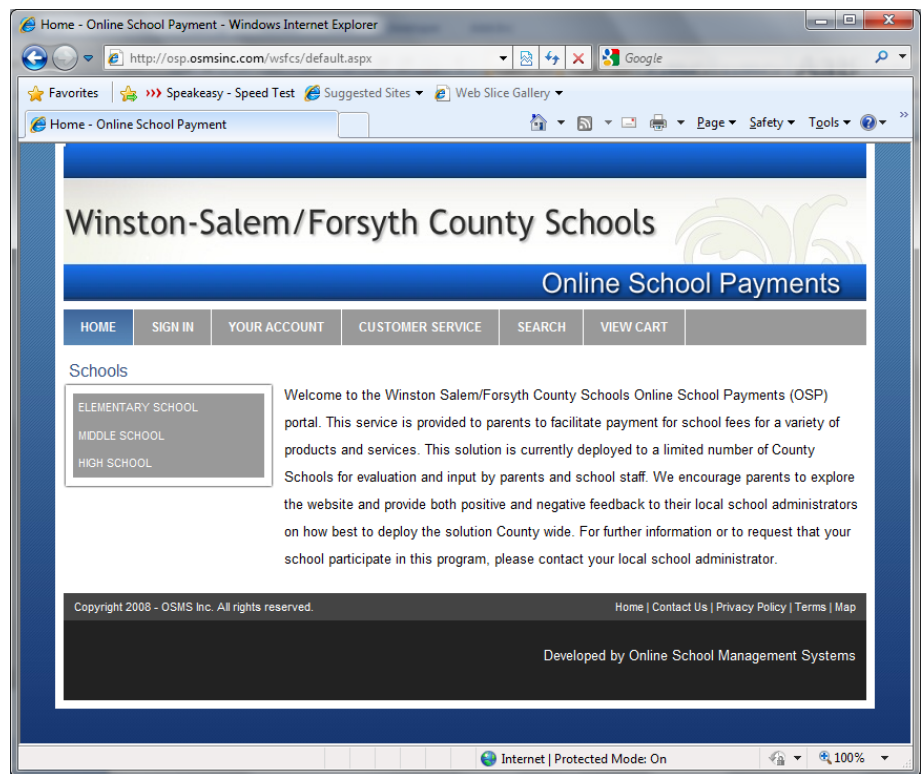 Home - Online School Payment - Windows Internet Explorer
http://osp.osmsinc.com/wsfcs/default.aspx
Google
Favorites
Speakeasy - Speed Test
Suggested Sites
Web Slice Gallery
Home - Online School Payment
Page
Safety
Tools
Winston-Salem/Forsyth County Schools
Online School Payments
HOME
SIGN IN
YOUR ACCOUNT
CUSTOMER SERVICE
SEARCH
VIEW CART
Schools
ELEMENTARY SCHOOL
MIDDLE SCHOOL
HIGH SCHOOL
Welcome to the Winston Salem/Forsyth County Schools Online School Payments (OSP)
portal. This service is provided to parents to facilitate payment for school fees for a variety of
products and services. This solution is currently deployed to a limited number of County
Schools for evaluation and input by parents and school staff. We encourage parents to explore
the website and provide both positive and negative feedback to their local school administrators
on how best to deploy the solution County wide. For further information or to request that your
school participate in this program, please contact your local school administrator.
Copyright 2008 - OSMS Inc. All rights reserved.
Home | Contact Us | Privacy Policy | Terms | Map
Developed by Online School Management Systems
Internet | Protected Mode: On
100%